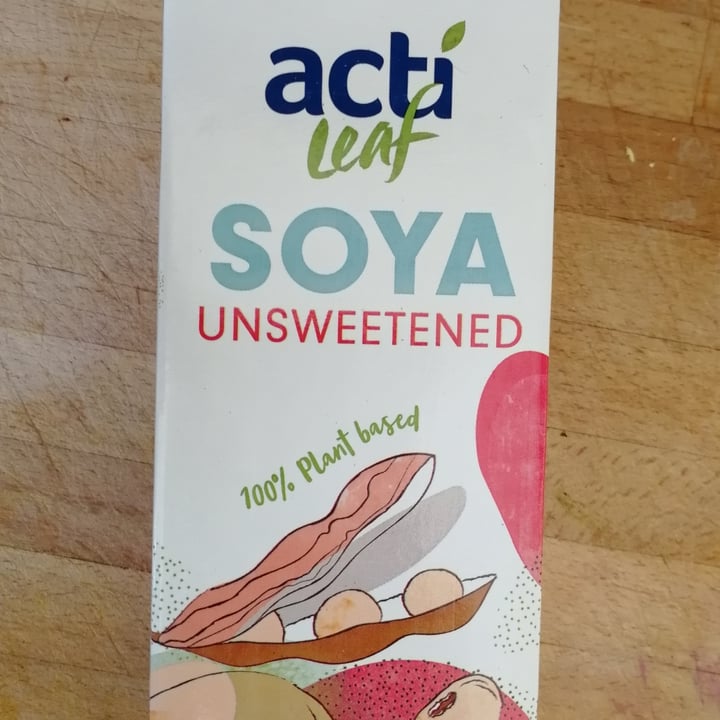 acti
leaf
SOYA
UNSWEETENED
100% Plant based